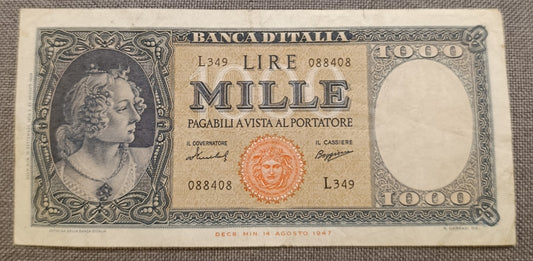 BANCA D'ITALIA
1000
L349 LIRE 088408
1000
MILLE
PAGABILI A VISTA AL PORTATORE
IL GOVERNATORE IL CASSIERE
088408 L349
1000
DECR. MIN. 14 AGOSTO 1947